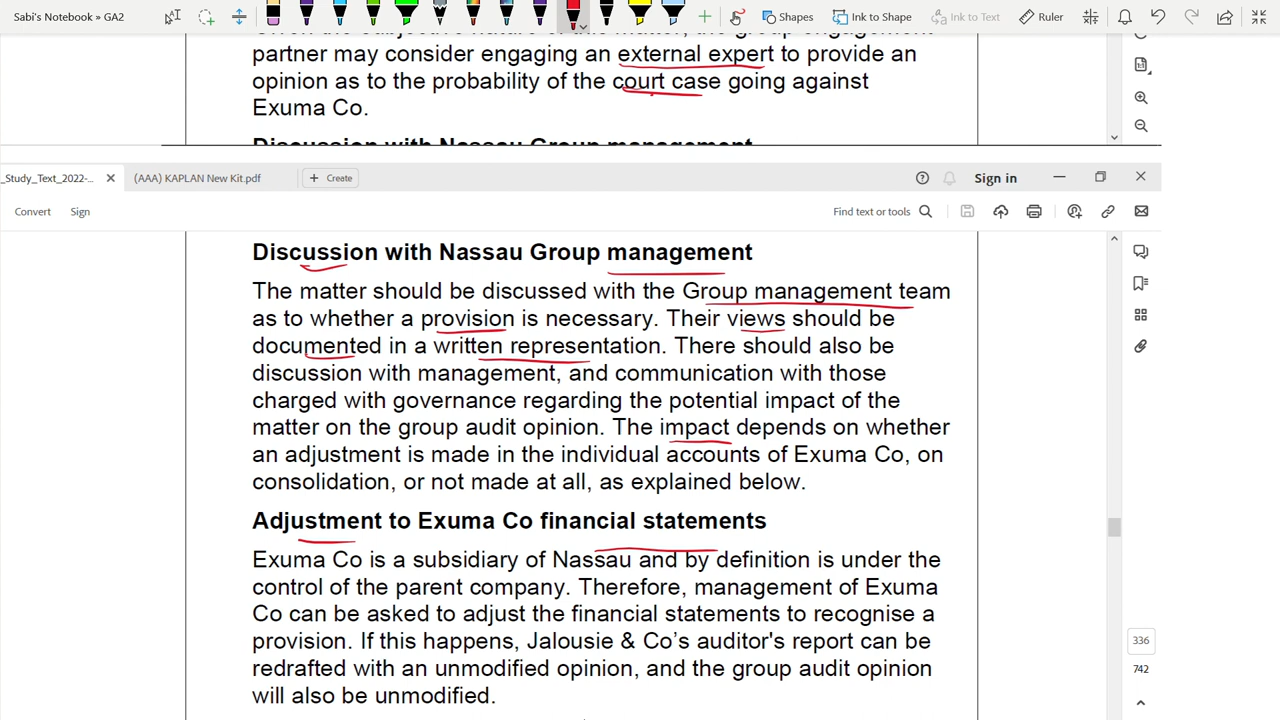 Sabi's Notebook » GA2
Shapes
Ink to Shape
Ink to Text
Ruler
partner may consider engaging an external expert to provide an
opinion as to the probability of the court case going against
Exuma Co.
Discussion with Nassau Group management
_Study_Text_2022-...
(AAA) KAPLAN New Kit.pdf
+ Create
Sign in
Convert
Sign
Find text or tools
Discussion with Nassau Group management
The matter should be discussed with the Group management team
as to whether a provision is necessary. Their views should be
documented in a written representation. There should also be
discussion with management, and communication with those
charged with governance regarding the potential impact of the
matter on the group audit opinion. The impact depends on whether
an adjustment is made in the individual accounts of Exuma Co, on
consolidation, or not made at all, as explained below.
Adjustment to Exuma Co financial statements
Exuma Co is a subsidiary of Nassau and by definition is under the
control of the parent company. Therefore, management of Exuma
Co can be asked to adjust the financial statements to recognise a
provision. If this happens, Jalousie & Co's auditor's report can be
redrafted with an unmodified opinion, and the group audit opinion
will also be unmodified.
336
742